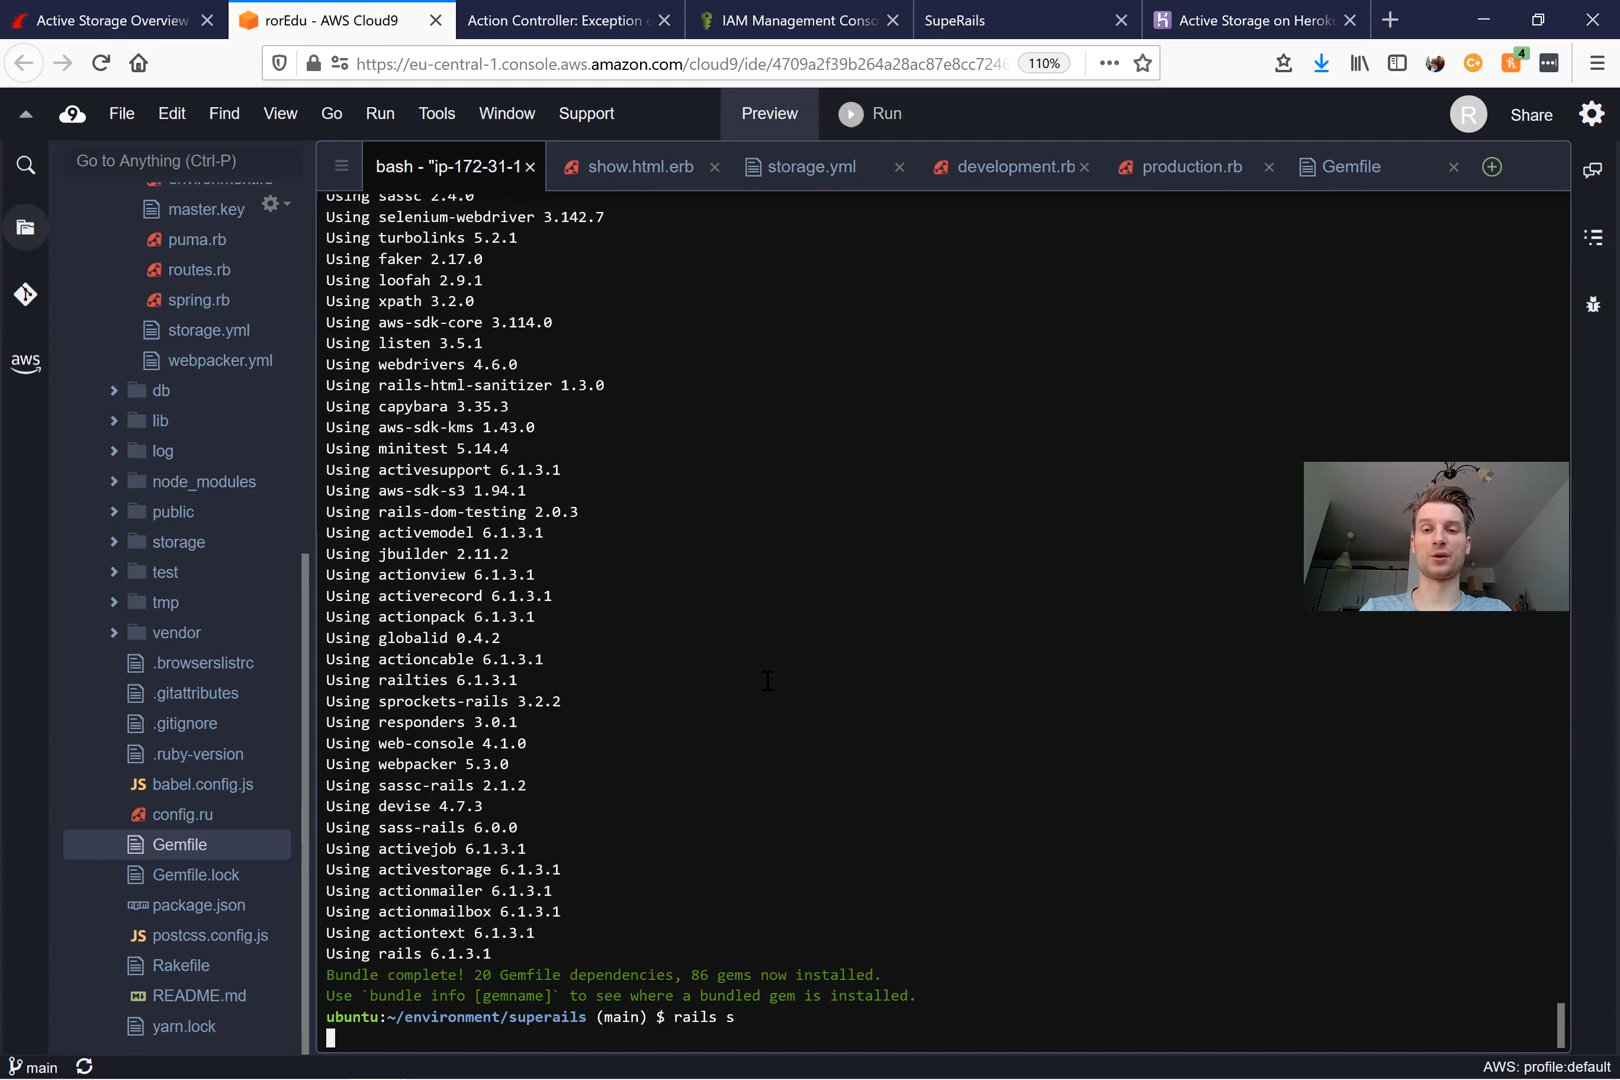 Active Storage Overview
rorEdu - AWS Cloud9
Action Controller: Exception
IAM Management Conso
SupeRails
Active Storage on Heroku
https://eu-central-1.console.aws.amazon.com/cloud9/ide/4709a2f39b264a28ac87e8cc7246
110%
4
File Edit Find View Go Run Tools Window Support
Preview
Run
R
Share
Go to Anything (Ctrl-P)
bash - "ip-172-31-1
show.html.erb
storage.yml
development.rb
production.rb
Gemfile
aws
environment.rb
master.key
puma.rb
routes.rb
spring.rb
storage.yml
webpacker.yml
db
lib
log
node_modules
public
storage
test
tmp
vendor
.browserslistrc
.gitattributes
.gitignore
.ruby-version
JS babel.config.js
config.ru
Gemfile
Gemfile.lock
package.json
JS postcss.config.js
Rakefile
README.md
yarn.lock
Using sassc 2.4.0
Using selenium-webdriver 3.142.7
Using turbolinks 5.2.1
Using faker 2.17.0
Using loofah 2.9.1
Using xpath 3.2.0
Using aws-sdk-core 3.114.0
Using listen 3.5.1
Using webdrivers 4.6.0
Using rails-html-sanitizer 1.3.0
Using capybara 3.35.3
Using aws-sdk-kms 1.43.0
Using minitest 5.14.4
Using activesupport 6.1.3.1
Using aws-sdk-s3 1.94.1
Using rails-dom-testing 2.0.3
Using activemodel 6.1.3.1
Using jbuilder 2.11.2
Using actionview 6.1.3.1
Using activerecord 6.1.3.1
Using actionpack 6.1.3.1
Using globalid 0.4.2
Using actioncable 6.1.3.1
Using railties 6.1.3.1
Using sprockets-rails 3.2.2
Using responders 3.0.1
Using web-console 4.1.0
Using webpacker 5.3.0
Using sassc-rails 2.1.2
Using devise 4.7.3
Using sass-rails 6.0.0
Using activejob 6.1.3.1
Using activestorage 6.1.3.1
Using actionmailer 6.1.3.1
Using actionmailbox 6.1.3.1
Using actiontext 6.1.3.1
Using rails 6.1.3.1
Bundle complete! 20 Gemfile dependencies, 86 gems now installed.
Use `bundle info [gemname]` to see where a bundled gem is installed.
ubuntu:~/environment/superails (main) $ rails s
main
AWS: profile:default